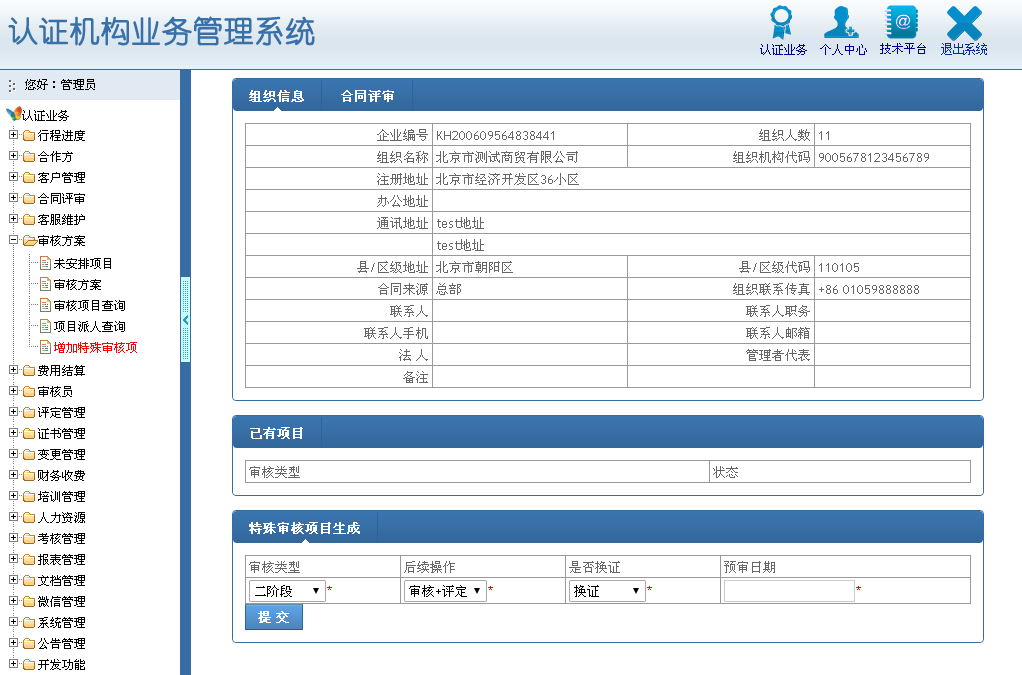 认证机构业务管理系统
认证业务 个人中心 技术平台 退出系统
您好：管理员
认证业务
行程进度
合作方
客户管理
合同评审
客服维护
审核方案
未安排项目
审核方案
审核项目查询
项目派人查询
增加特殊审核项
费用结算
审核员
评定管理
证书管理
变更管理
财务收费
培训管理
人力资源
考核管理
报表管理
文档管理
微信管理
系统管理
公告管理
开发功能
组织信息 合同评审
企业编号 KH200609564838441 组织人数 11
组织名称 北京市测试商贸有限公司 组织机构代码 9005678123456789
注册地址 北京市经济开发区36小区
办公地址
通讯地址 test地址
test地址
县/区级地址 北京市朝阳区 县/区级代码 110105
合同来源 总部 组织联系传真 +86 01059888888
联系人 联系人职务
联系人手机 联系人邮箱
法 人 管理者代表
备注
已有项目
审核类型 状态
特殊审核项目生成
审核类型 后续操作 是否换证 预审日期
二阶段 * 审核+评定 * 换证 * *
提 交